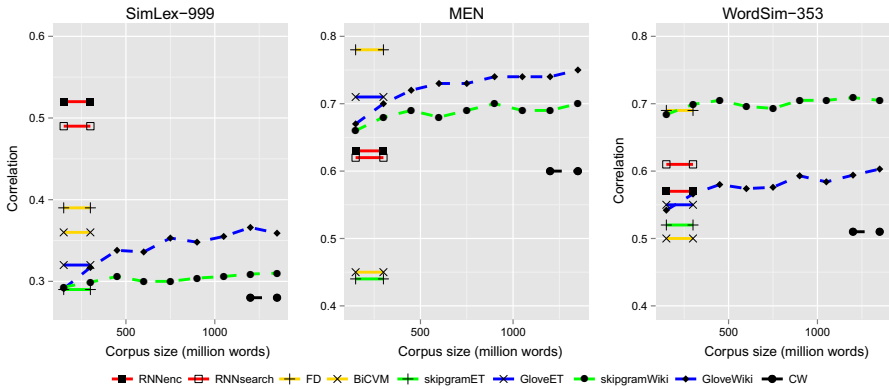 SimLex−999 MEN WordSim−353
0.6 0.8 0.8
0.5 0.7 0.7
0.6 0.6
0.4
0.5 0.5
0.3
0.4 0.4
Correlation Correlation Correlation
500 1000 500 1000 500 1000
Corpus size (million words) Corpus size (million words) Corpus size (million words)
RNNenc RNNsearch FD BiCVM skipgramET GloveET skipgramWiki GloveWiki CW